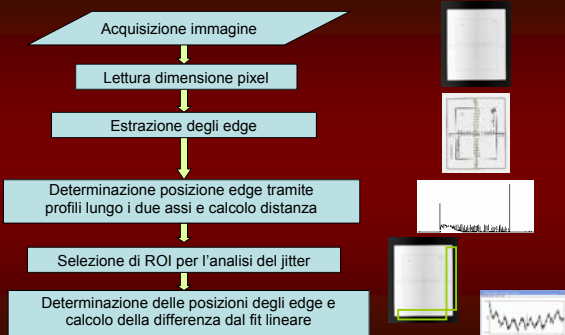 Acquisizione immagine
Lettura dimensione pixel
Estrazione degli edge
Determinazione posizione edge tramite
profili lungo i due assi e calcolo distanza
Selezione di ROI per l'analisi del jitter
Determinazione delle posizioni degli edge e
calcolo della differenza dal fit lineare